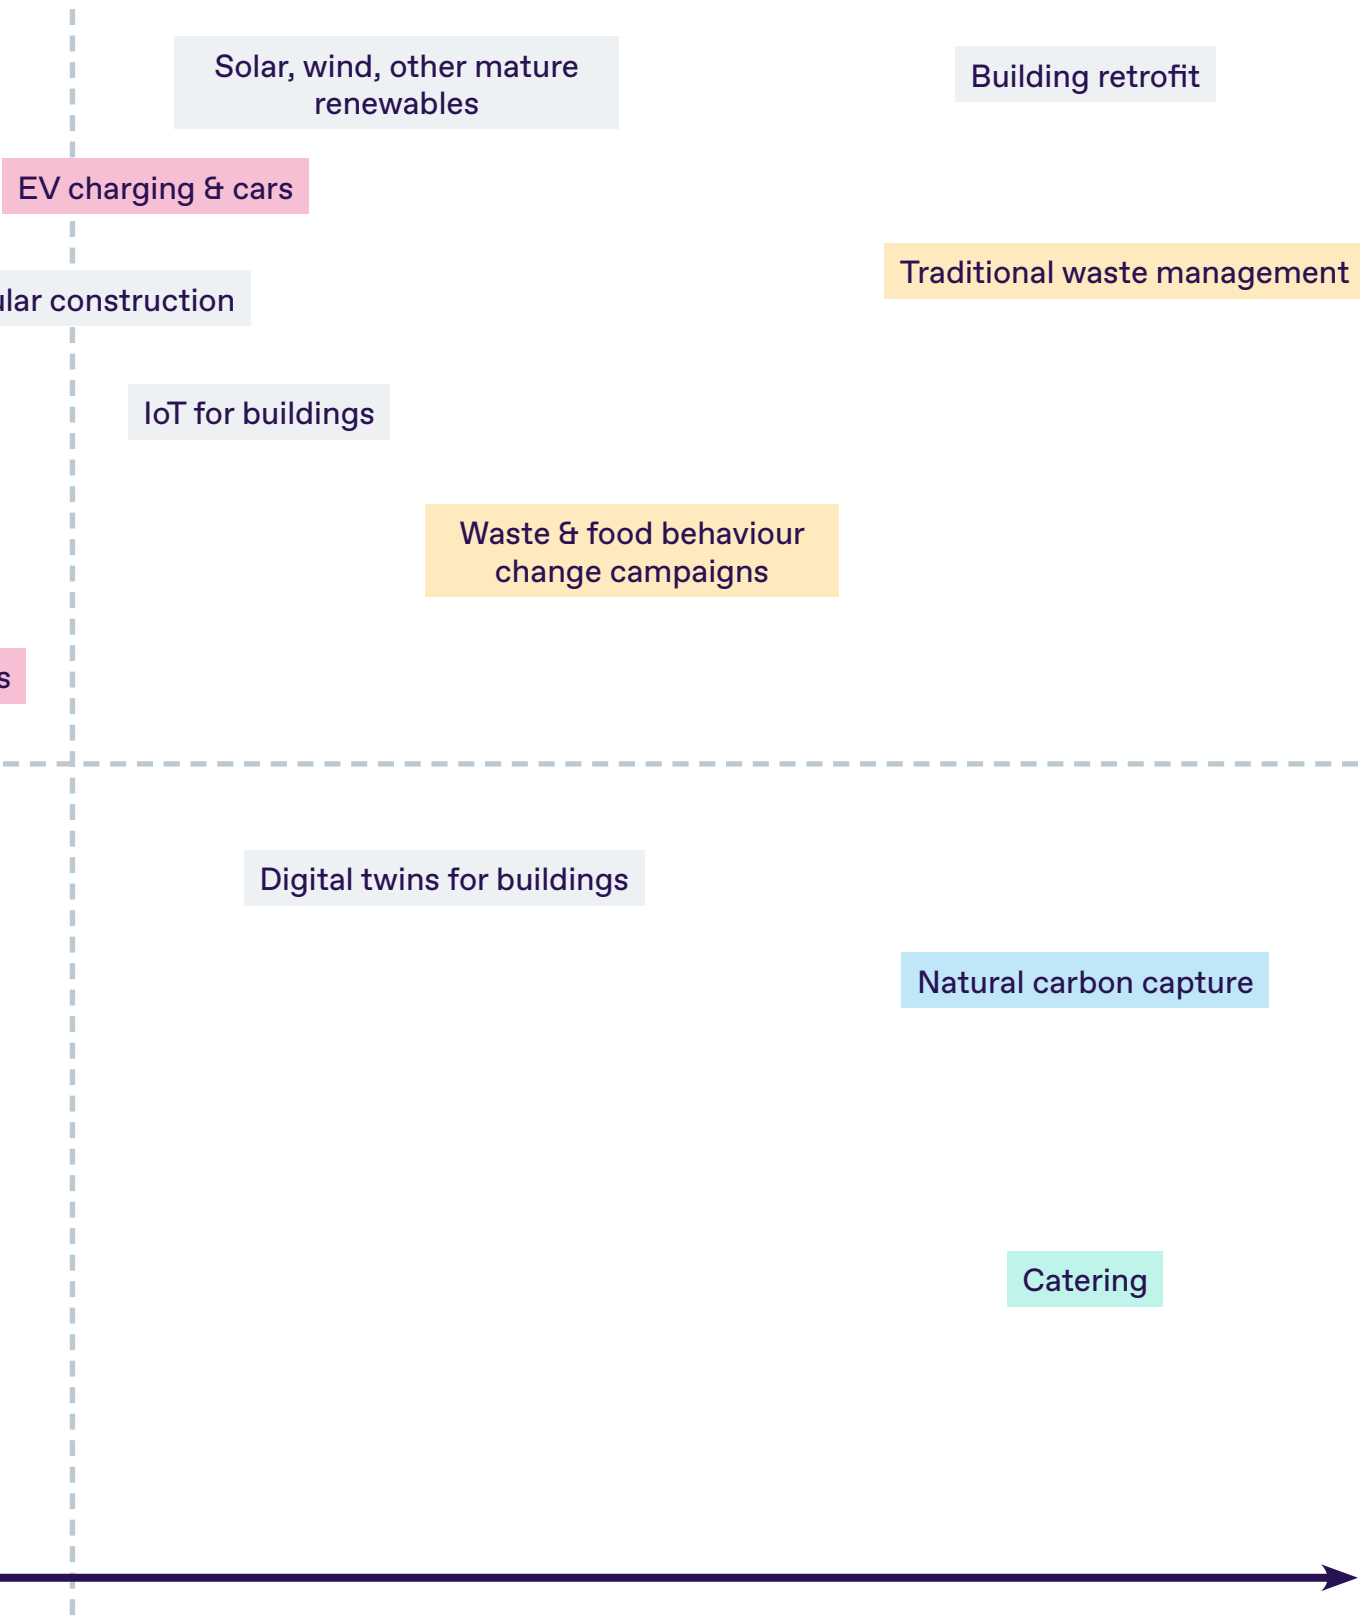 Solar, wind, other mature
renewables
Building retrofit
EV charging & cars
Traditional waste management
construction
IoT for buildings
Waste & food behaviour
change campaigns
Digital twins for buildings
Natural carbon capture
Catering